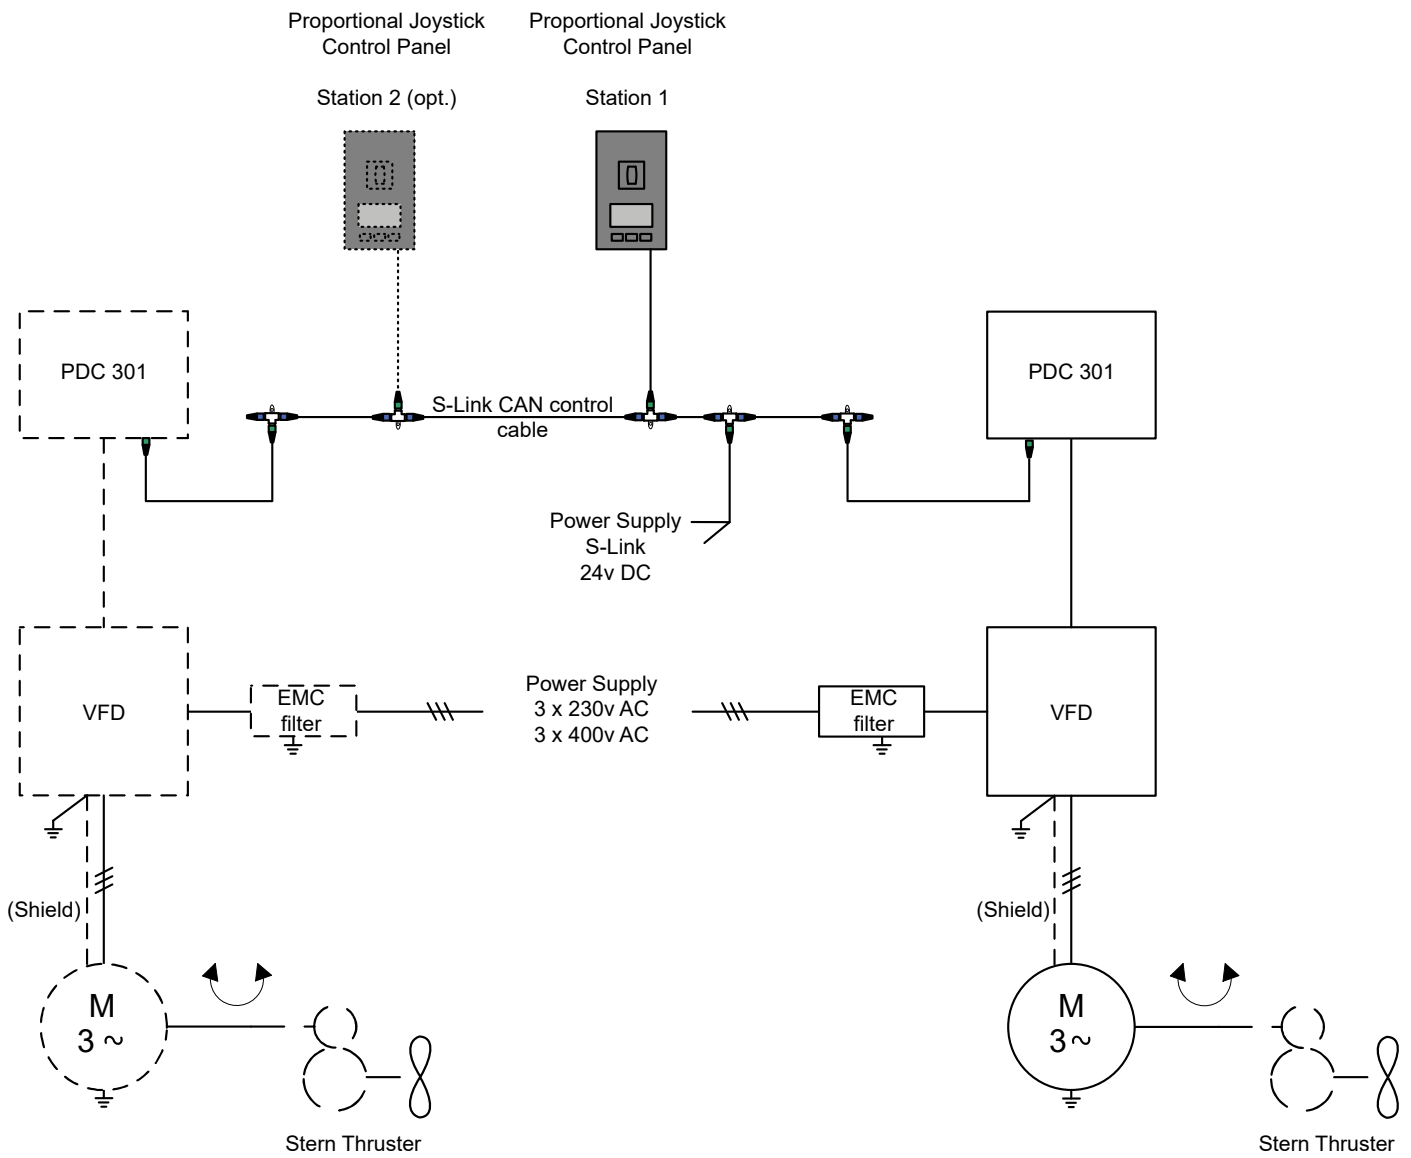 Proportional Joystick
Control Panel
Station 2 (opt.)
Proportional Joystick
Control Panel
Station 1
PDC 301
S-Link CAN control
cable
PDC 301
Power Supply
S-Link
24v DC
VFD
EMC
filter
Power Supply
3 x 230v AC
3 x 400v AC
EMC
filter
VFD
(Shield)
(Shield)
M
3 ~
M
3 ~
Stern Thruster
Stern Thruster